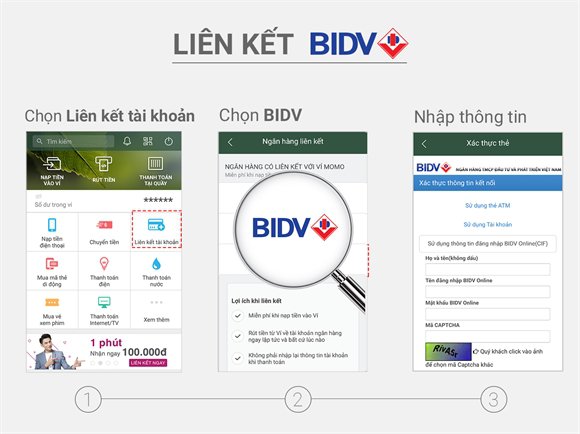 LIÊN KẾT BIDV
Chọn Liên kết tài khoản
Tìm kiếm
NẠP TIỀN
VÀO VÍ
RÚT TIỀN
THANH TOÁN
TẠI QUẦY
Số dư trong ví
******
Nạp tiền
điện thoại
Chuyển tiền
Liên kết tài khoản
Mua mã thẻ
di động
Thanh toán
điện
Thanh toán
nước
Mua vé
xem phim
Thanh toán
Internet/TV
Xem thêm
1 phút
Nhận ngay 100.000đ
LIÊN KẾT NGAY
1
Chọn BIDV
Ngân hàng liên kết
NGÂN HÀNG CÓ LIÊN KẾT VỚI VÍ MOMO
Miễn phí khi nạp tiền
BIDV
Lợi ích khi liên kết
Miễn phí khi nạp tiền vào Ví
Rút tiền từ Ví về tài khoản ngân hàng
ngay lập tức và bất cứ lúc nào
Không phải nhập lại thông tin tài khoản
khi thanh toán
2
Nhập thông tin
Xác thực thẻ
BIDV NGÂN HÀNG TMCP ĐẦU TƯ VÀ PHÁT TRIỂN VIỆT NAM
Xác thực thông tin kết nối
Sử dụng thẻ ATM
Sử dụng Tài khoản
Sử dụng thông tin đăng nhập BIDV Online(CIF)
Họ và tên(không dấu)
Tên đăng nhập BIDV Online
Mật khẩu BIDV Online
Mã CAPTCHA
Quý khách click vào ảnh
để chọn mã Captcha khác
3